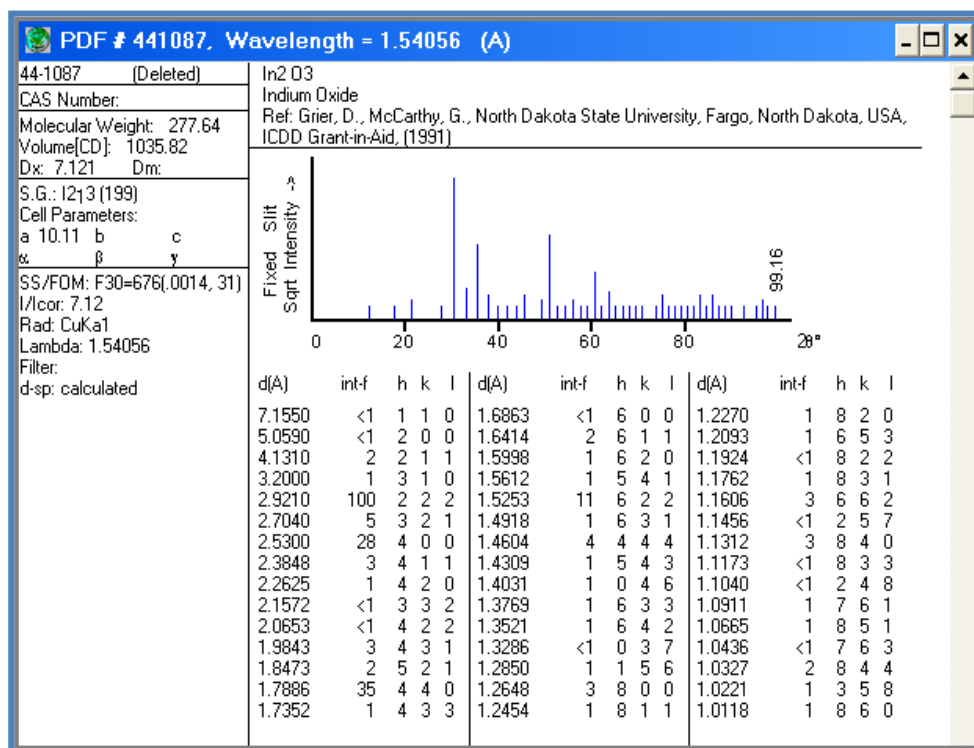 PDF # 441087, Wavelength = 1.54056 (A)
44-1087 (Deleted)
CAS Number:
Molecular Weight: 277.64
Volume[CD]: 1035.82
Dx: 7.121 Dm:
S.G.: I2₁3 (199)
Cell Parameters:
a 10.11 b c
α β γ
SS/FOM: F30=676(.0014, 31)
I/Icor: 7.12
Rad: CuKa1
Lambda: 1.54056
Filter:
d-sp: calculated
In2 O3
Indium Oxide
Ref: Grier, D., McCarthy, G., North Dakota State University, Fargo, North Dakota, USA,
ICDD Grant-in-Aid, (1991)
Fixed Slit
Sqrt Intensity ->
99.16
0 20 40 60 80 2θ°
d(A) int-f h k l d(A) int-f h k l d(A) int-f h k l
7.1550 <1 1 1 0 1.6863 <1 6 0 0 1.2270 1 8 2 0
5.0590 <1 2 0 0 1.6414 2 6 1 1 1.2093 1 6 5 3
4.1310 2 2 1 1 1.5998 1 6 2 0 1.1924 <1 8 2 2
3.2000 1 3 1 0 1.5612 1 5 4 1 1.1762 1 8 3 1
2.9210 100 2 2 2 1.5253 11 6 2 2 1.1606 3 6 6 2
2.7040 5 3 2 1 1.4918 1 6 3 1 1.1456 <1 2 5 7
2.5300 28 4 0 0 1.4604 4 4 4 4 1.1312 3 8 4 0
2.3848 3 4 1 1 1.4309 1 5 4 3 1.1173 <1 8 3 3
2.2625 1 4 2 0 1.4031 1 0 4 6 1.1040 <1 2 4 8
2.1572 <1 3 3 2 1.3769 1 6 3 3 1.0911 1 7 6 1
2.0653 <1 4 2 2 1.3521 1 6 4 2 1.0665 1 8 5 1
1.9843 3 4 3 1 1.3286 <1 0 3 7 1.0436 <1 7 6 3
1.8473 2 5 2 1 1.2850 1 1 5 6 1.0327 2 8 4 4
1.7886 35 4 4 0 1.2648 3 8 0 0 1.0221 1 3 5 8
1.7352 1 4 3 3 1.2454 1 8 1 1 1.0118 1 8 6 0